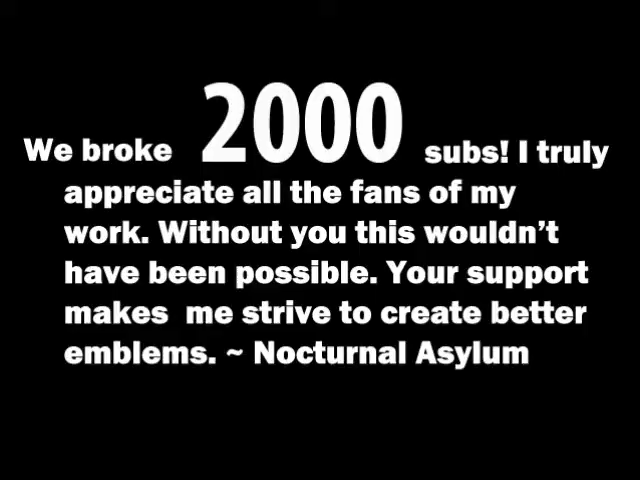 We broke 2000 subs! I truly
appreciate all the fans of my
work. Without you this wouldn’t
have been possible. Your support
makes  me strive to create better
emblems. ~ Nocturnal Asylum